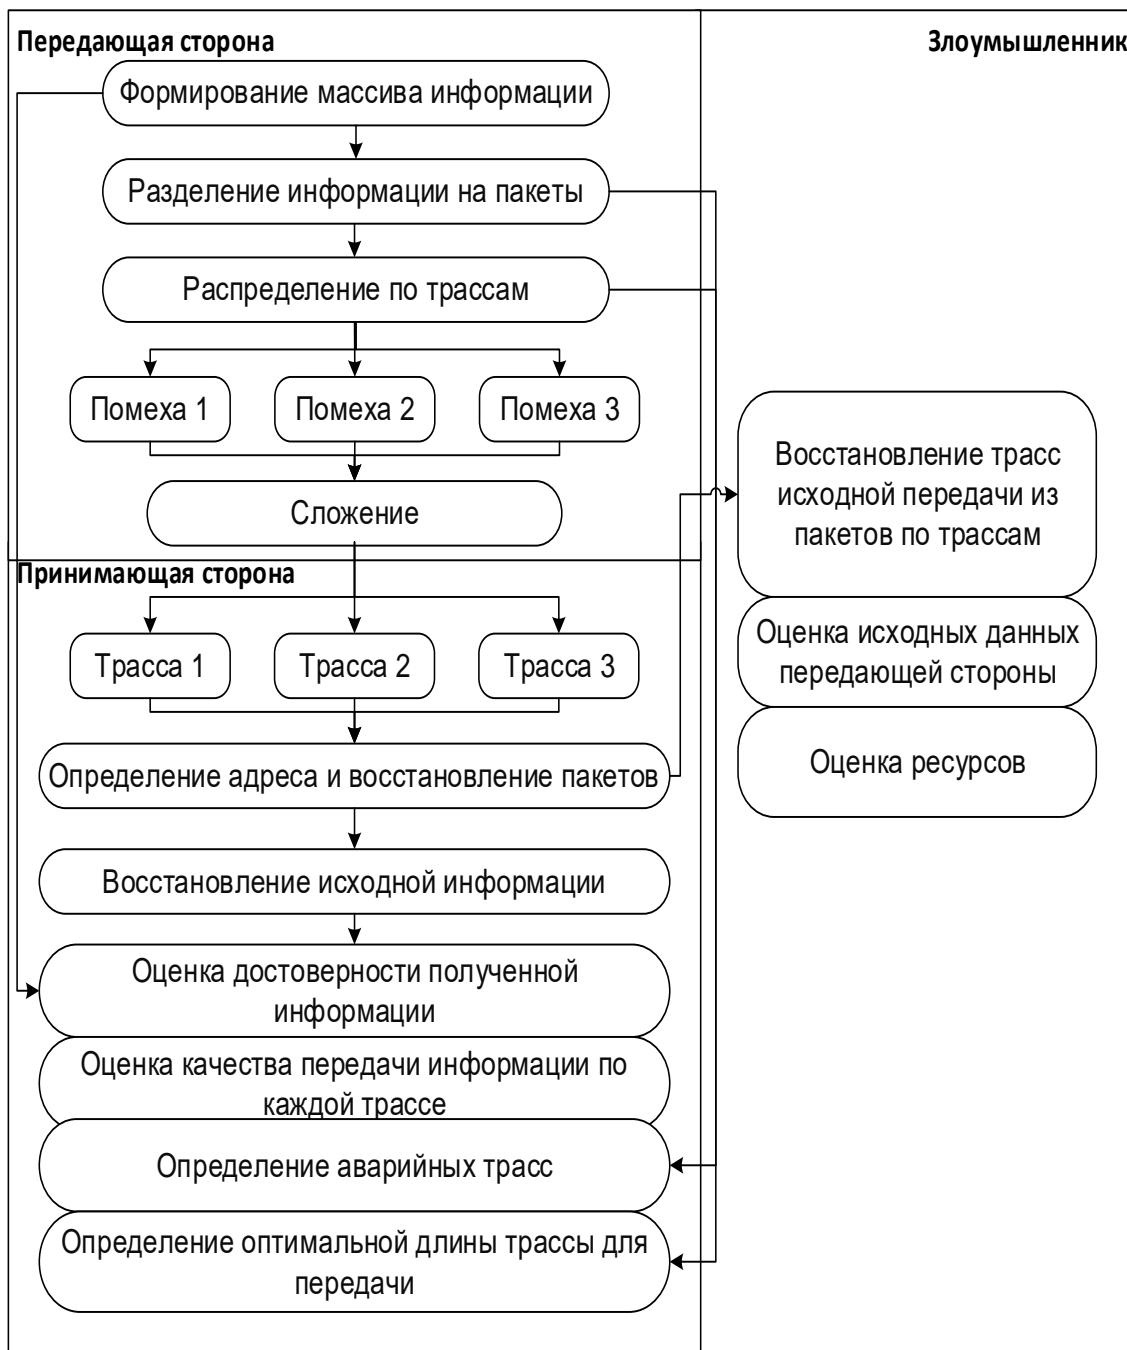 Передающая сторона
Злоумышленник
Формирование массива информации
Разделение информации на пакеты
Распределение по трассам
Помеха 1
Помеха 2
Помеха 3
Сложение
Восстановление трасс
исходной передачи из
пакетов по трассам
Оценка исходных данных
передающей стороны
Оценка ресурсов
Принимающая сторона
Трасса 1
Трасса 2
Трасса 3
Определение адреса и восстановление пакетов
Восстановление исходной информации
Оценка достоверности полученной
информации
Оценка качества передачи информации по
каждой трассе
Определение аварийных трасс
Определение оптимальной длины трассы для
передачи